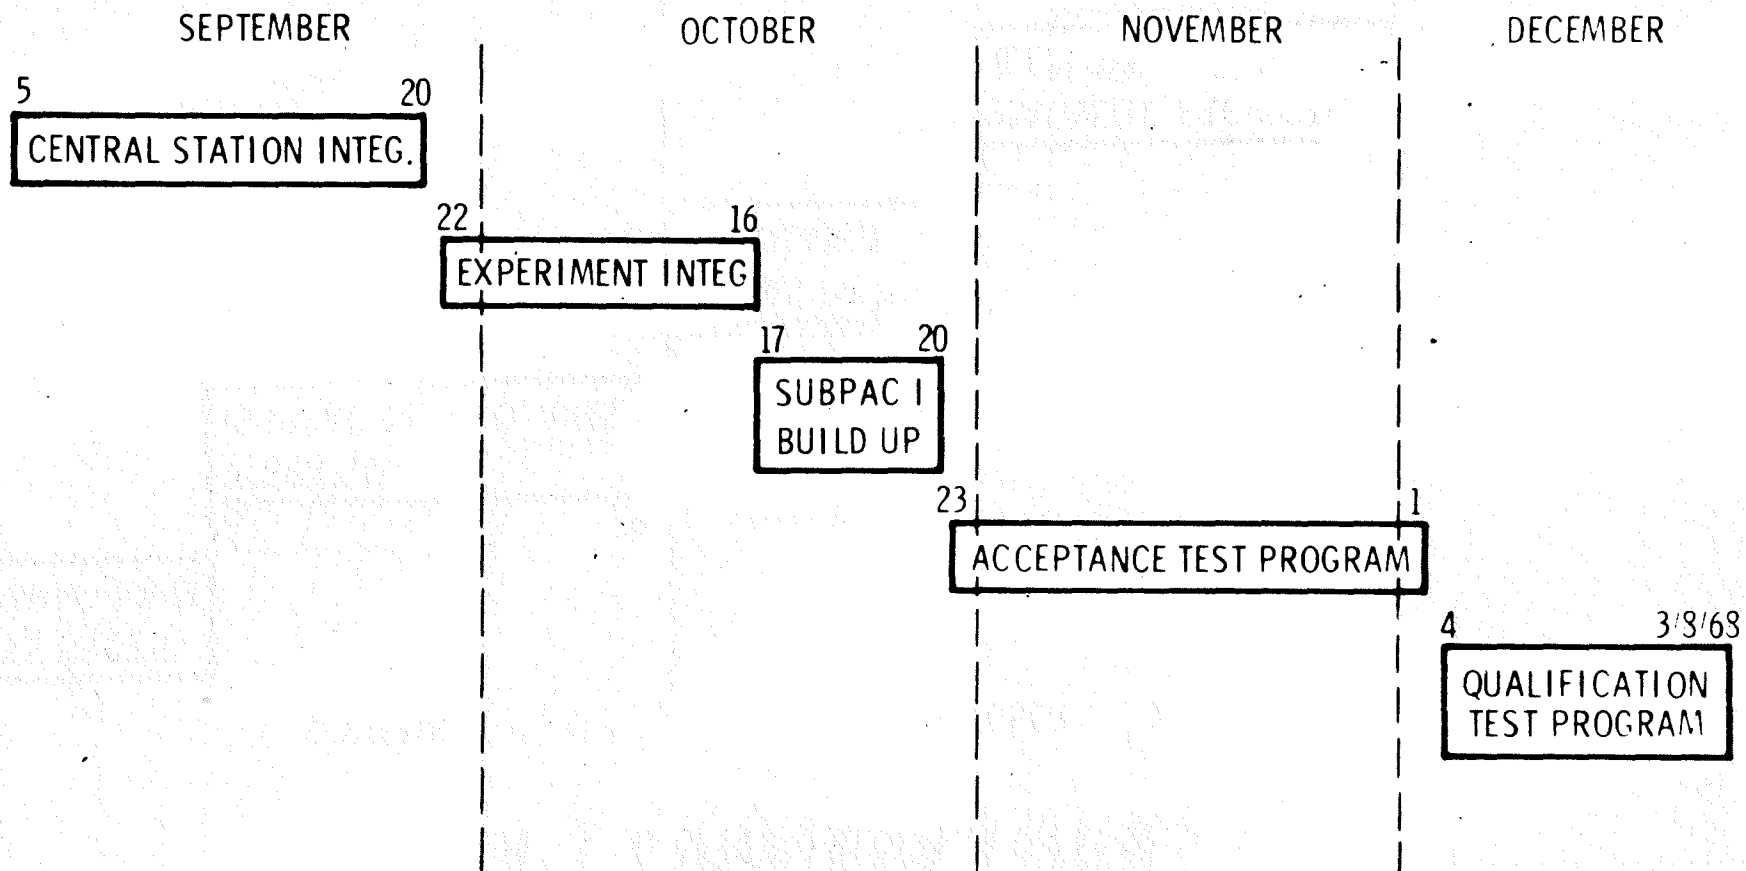 SEPTEMBER OCTOBER NOVEMBER DECEMBER
5 20
CENTRAL STATION INTEG.
22 16
EXPERIMENT INTEG
17 20
SUBPAC I
BUILD UP
23 1
ACCEPTANCE TEST PROGRAM
4 3/8/68
QUALIFICATION
TEST PROGRAM